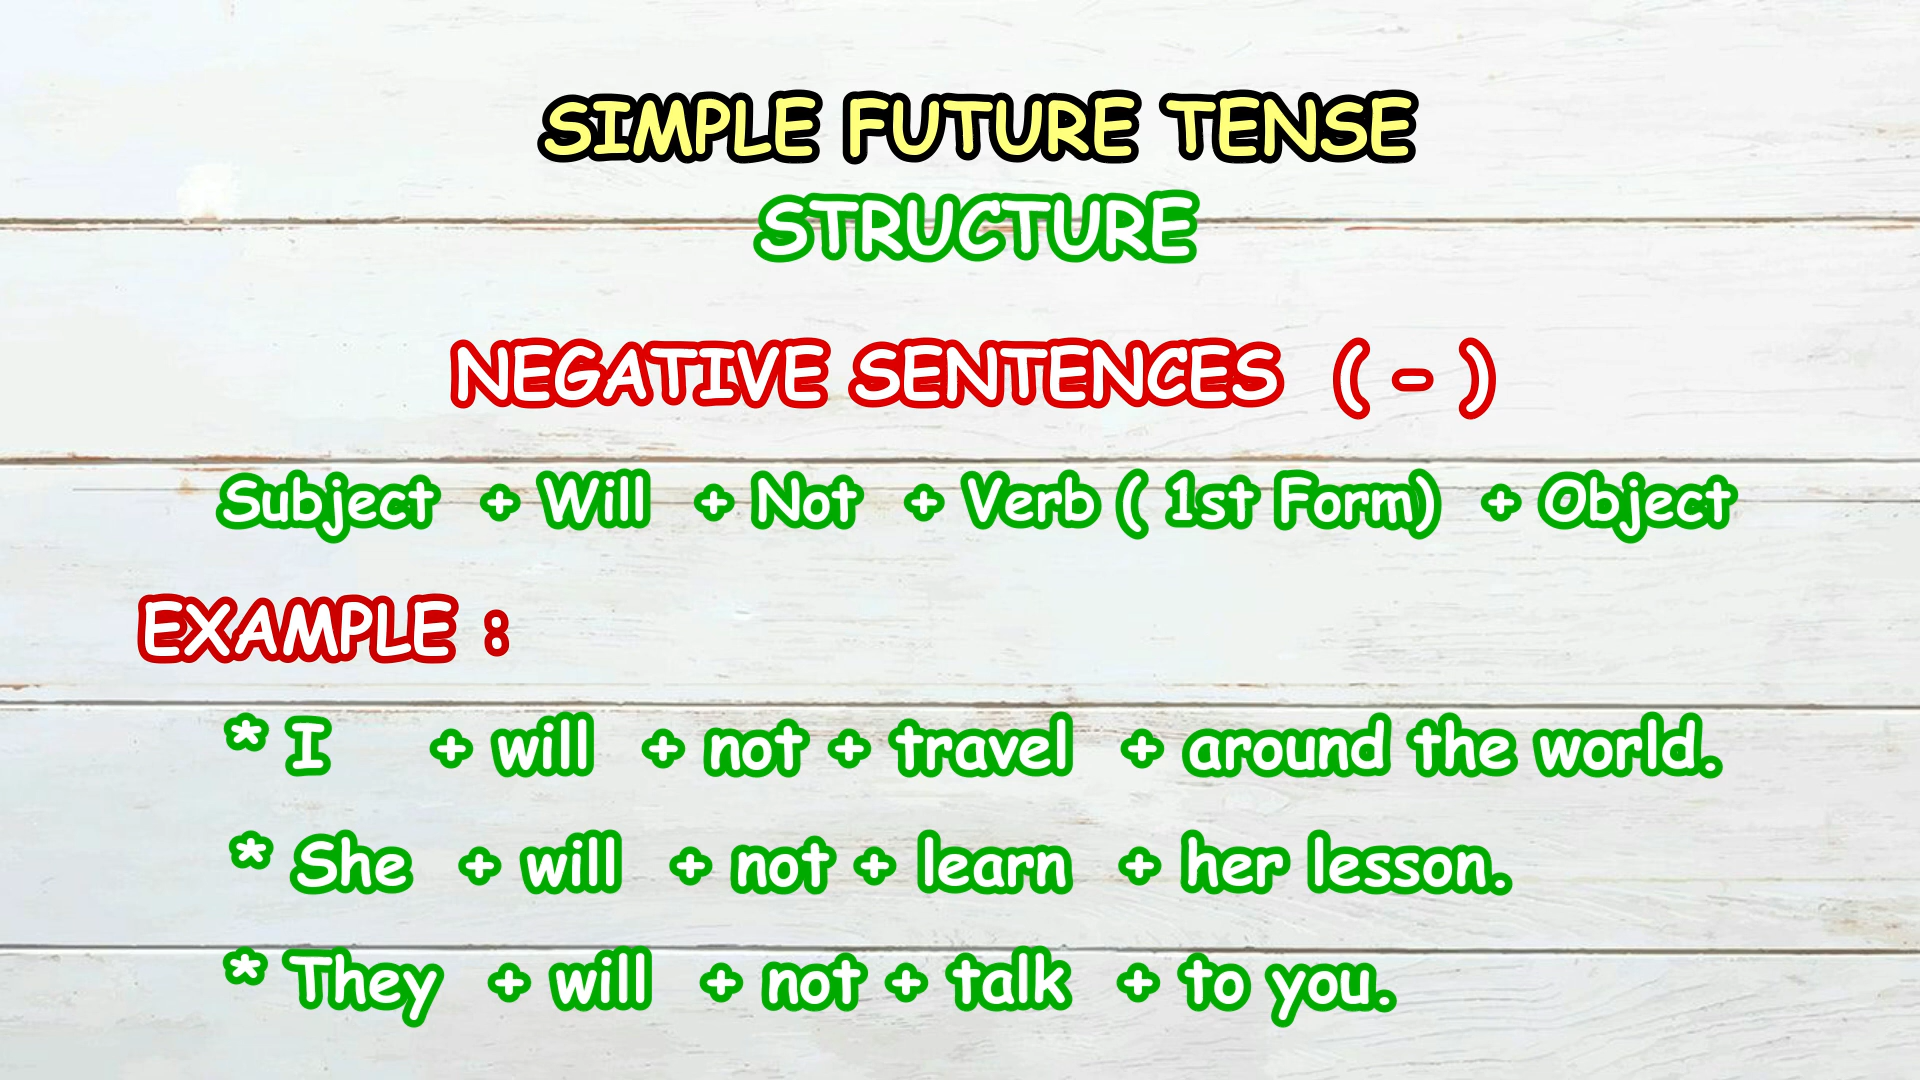 SIMPLE FUTURE TENSE
STRUCTURE
NEGATIVE SENTENCES ( - )
Subject + Will + Not + Verb ( 1st Form) + Object
EXAMPLE :
* I + will + not + travel + around the world.
* She + will + not + learn + her lesson.
* They + will + not + talk + to you.